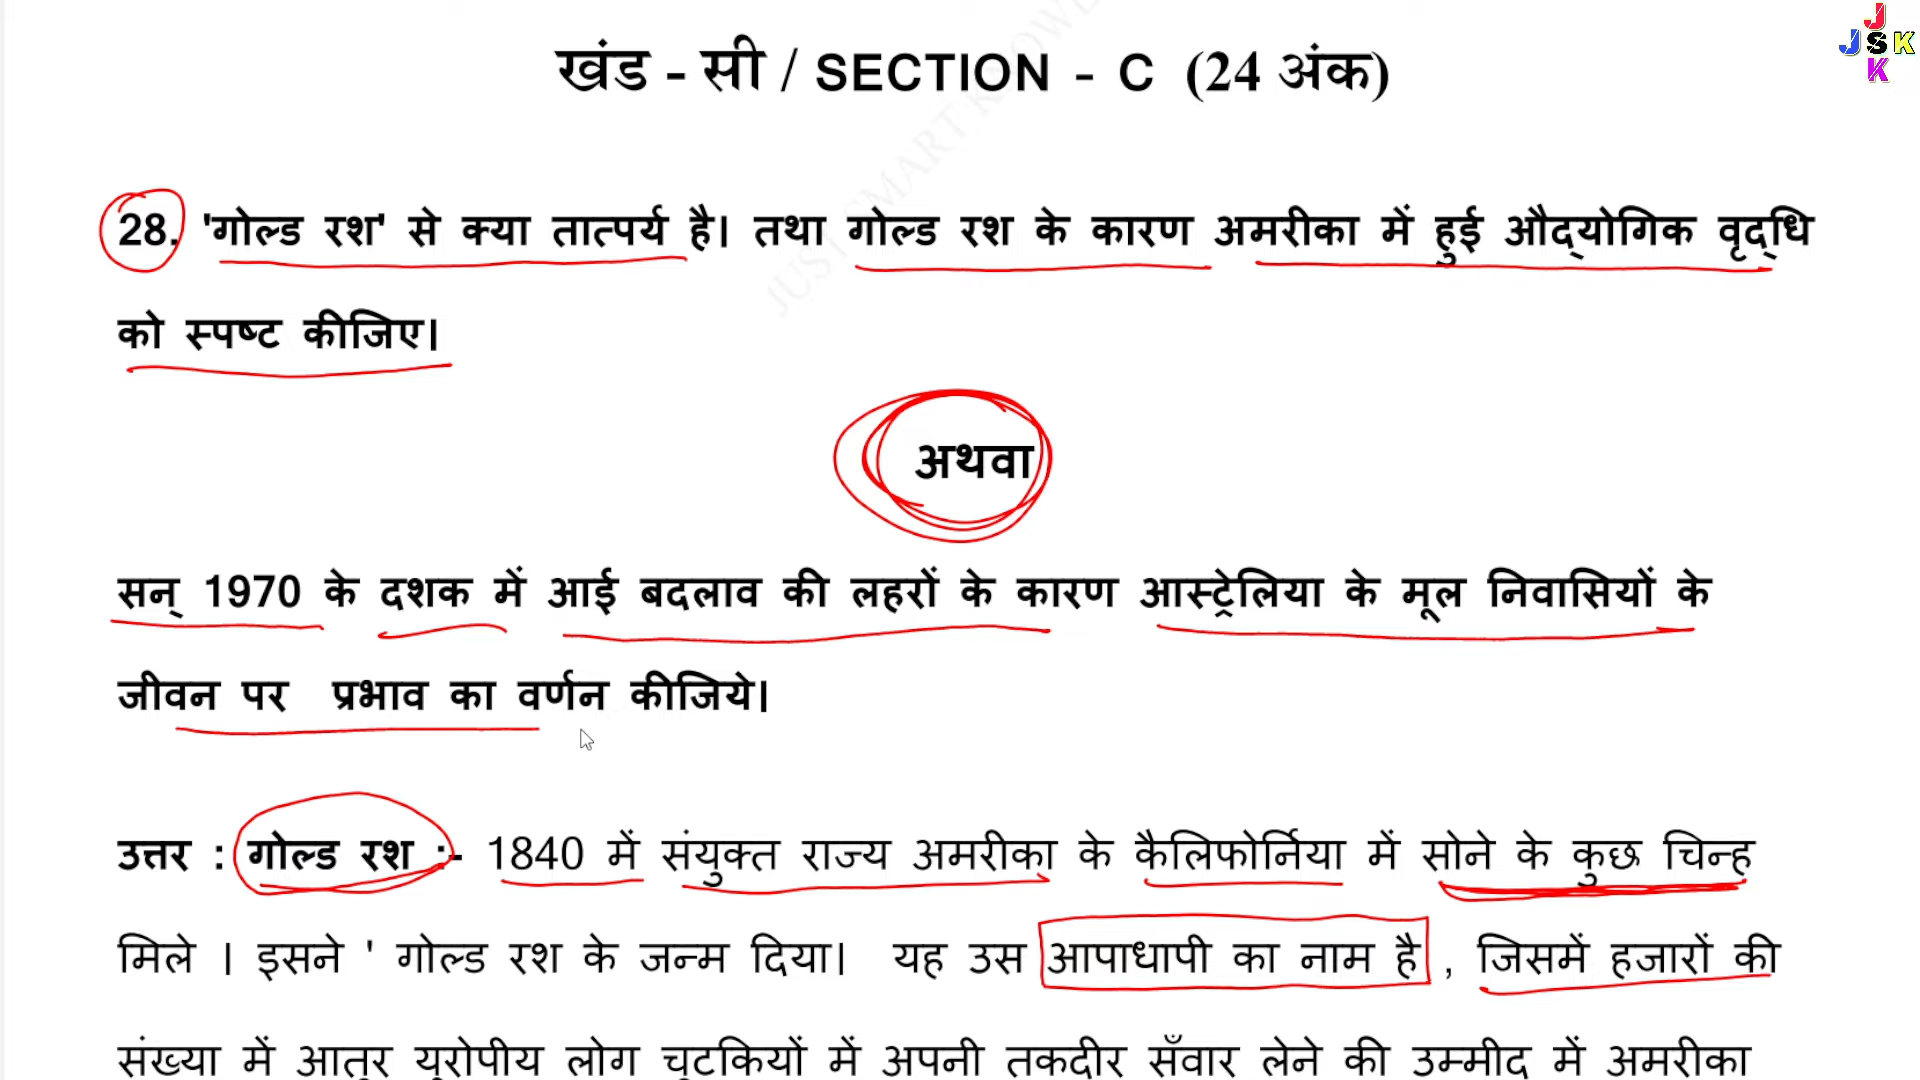 खंड - सी / SECTION - C (24 अंक)
J
J S K
K
28. 'गोल्ड रश' से क्या तात्पर्य है। तथा गोल्ड रश के कारण अमरीका में हुई औद्योगिक वृद्धि
को स्पष्ट कीजिए।
अथवा
सन् 1970 के दशक में आई बदलाव की लहरों के कारण आस्ट्रेलिया के मूल निवासियों के
जीवन पर प्रभाव का वर्णन कीजिये।
उत्तर : गोल्ड रश :- 1840 में संयुक्त राज्य अमरीका के कैलिफोर्निया में सोने के कुछ चिन्ह
मिले । इसने ' गोल्ड रश के जन्म दिया। यह उस आपाधापी का नाम है , जिसमें हजारों की
संख्या में आतुर यूरोपीय लोग चुटकियों में अपनी तकदीर सँवार लेने की उम्मीद में अमरीका